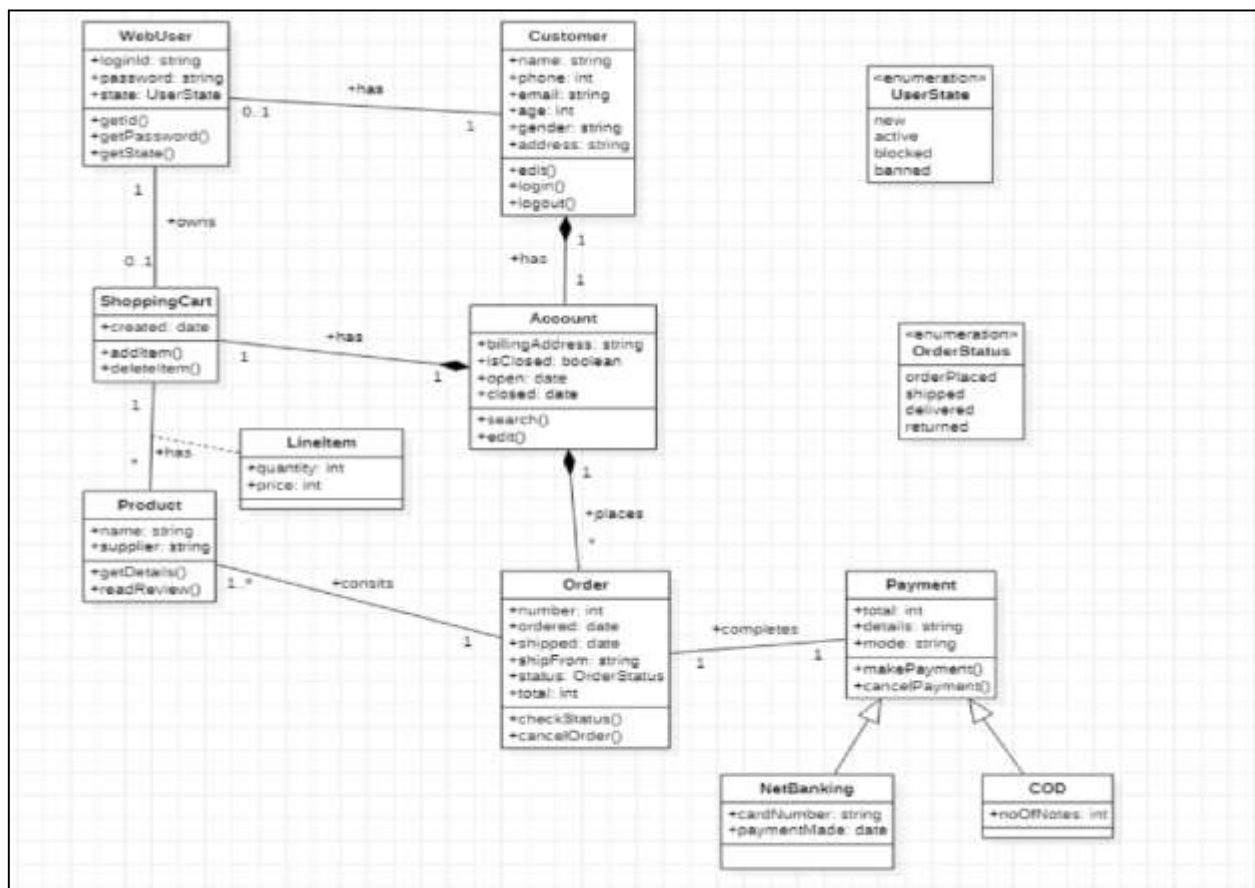 WebUser
+loginId: string
+password: string
+state: UserState
+getId()
+getPassword()
+getState()
Customer
+name: string
+phone: int
+email: string
+age: int
+gender: string
+address: string
+edis()
+login()
+logout()
«enumeration»
UserState
new
active
blocked
banned
+has
0..1
1
1
+owns
0..1
1
+has
1
ShoppingCart
+created: date
+addItem()
+deleteItem()
+has
1
1
Account
+billingAddress: string
+isClosed: boolean
+open: date
+closed: date
+search()
+edit()
«enumeration»
OrderStatus
orderPlaced
shipped
delivered
returned
1
+has
*
LineItem
+quantity: int
+price: int
1
+places
*
Product
+name: string
+supplier: string
+getDetails()
+readReview()
1..*
+consits
1
Order
+number: int
+ordered: date
+shipped: date
+shipFrom: string
+status: OrderStatus
+total: int
+checkStatus()
+cancelOrder()
+completes
1
1
Payment
+total: int
+details: string
+mode: string
+makePayment()
+cancelPayment()
NetBanking
+cardNumber: string
+paymentMade: date
COD
+noOfNotes: int